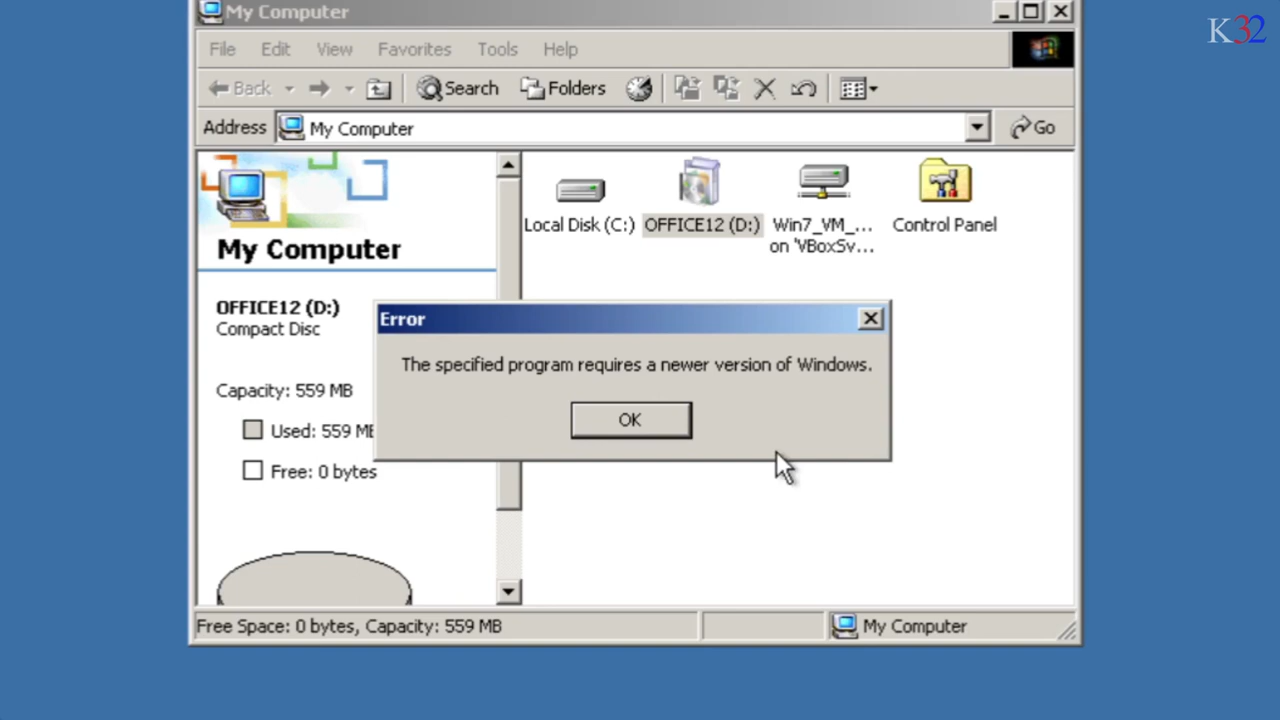 My Computer
K32
File Edit View Favorites Tools Help
Back Search Folders
Address My Computer Go
Local Disk (C:) OFFICE12 (D:) Win7_VM_... Control Panel
on 'VBoxSv...
My Computer
OFFICE12 (D:)
Compact Disc
Error
The specified program requires a newer version of Windows.
Capacity: 559 MB
OK
Used: 559 MB
Free: 0 bytes
Free Space: 0 bytes, Capacity: 559 MB My Computer